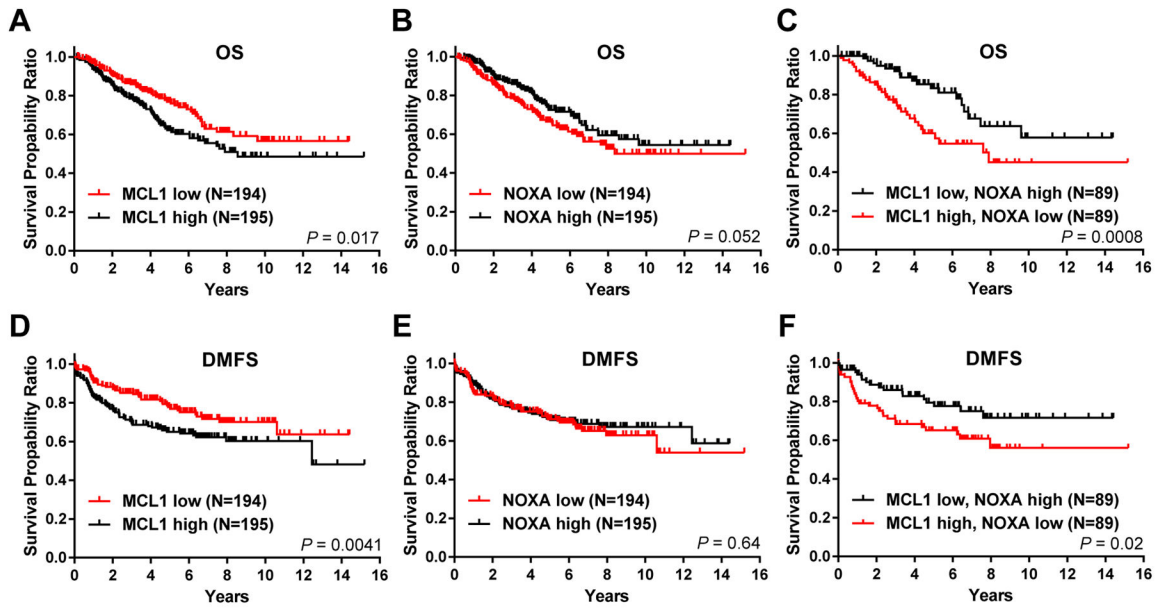 A
OS
Survival Propability Ratio
1.0
0.8
0.6
0.4
0.2
0.0
MCL1 low (N=194)
MCL1 high (N=195)
P = 0.017
0 2 4 6 8 10 12 14 16
Years
B
OS
Survival Propability Ratio
1.0
0.8
0.6
0.4
0.2
0.0
NOXA low (N=194)
NOXA high (N=195)
P = 0.052
0 2 4 6 8 10 12 14 16
Years
C
OS
Survival Propability Ratio
1.0
0.8
0.6
0.4
0.2
0.0
MCL1 low, NOXA high (N=89)
MCL1 high, NOXA low (N=89)
P = 0.0008
0 2 4 6 8 10 12 14 16
Years
D
DMFS
Survival Propability Ratio
1.0
0.8
0.6
0.4
0.2
0.0
MCL1 low (N=194)
MCL1 high (N=195)
P = 0.0041
0 2 4 6 8 10 12 14 16
Years
E
DMFS
Survival Propability Ratio
1.0
0.8
0.6
0.4
0.2
0.0
NOXA low (N=194)
NOXA high (N=195)
P = 0.64
0 2 4 6 8 10 12 14 16
Years
F
DMFS
Survival Propability Ratio
1.0
0.8
0.6
0.4
0.2
0.0
MCL1 low, NOXA high (N=89)
MCL1 high, NOXA low (N=89)
P = 0.02
0 2 4 6 8 10 12 14 16
Years